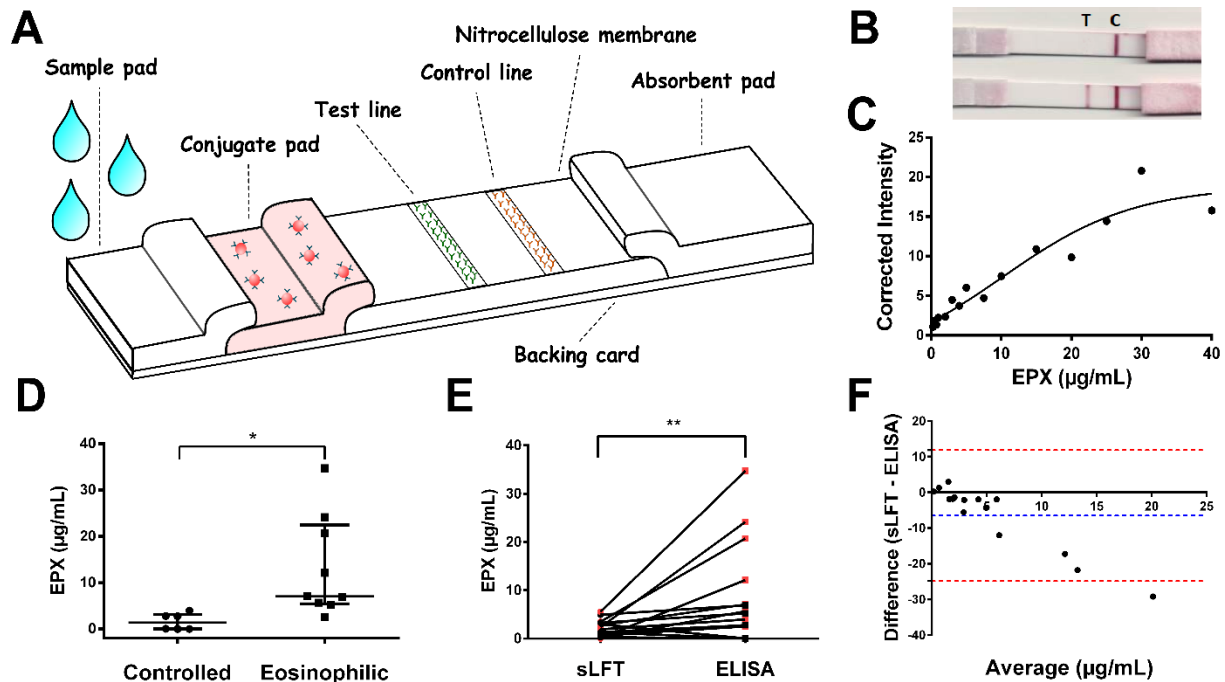 A
Sample pad
Conjugate pad
Test line
Control line
Nitrocellulose membrane
Absorbent pad
Backing card
B
T C
C
Corrected Intensity
25
20
15
10
5
0
0 10 20 30 40
EPX (µg/mL)
D
*
EPX (µg/mL)
40
30
20
10
0
Controlled Eosinophilic
E
**
EPX (µg/mL)
40
30
20
10
0
sLFT ELISA
F
Difference (sLFT - ELISA)
20
10
0
-10
-20
-30
-40
5 10 15 20 25
Average (µg/mL)